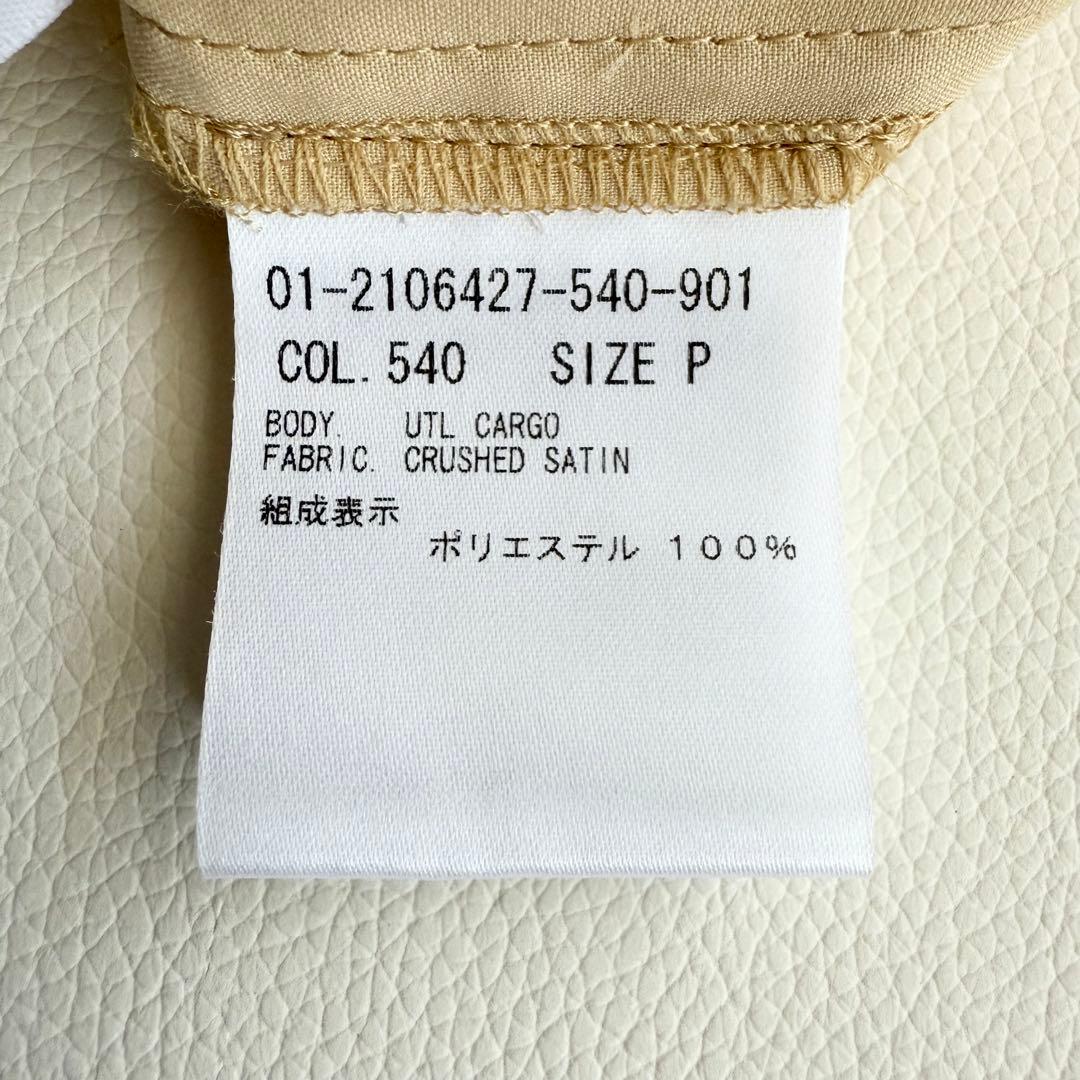 01-2106427-540-901
COL. 540 SIZE P
BODY. UTL CARGO
FABRIC. CRUSHED SATIN
組成表示
ポリエステル 100%